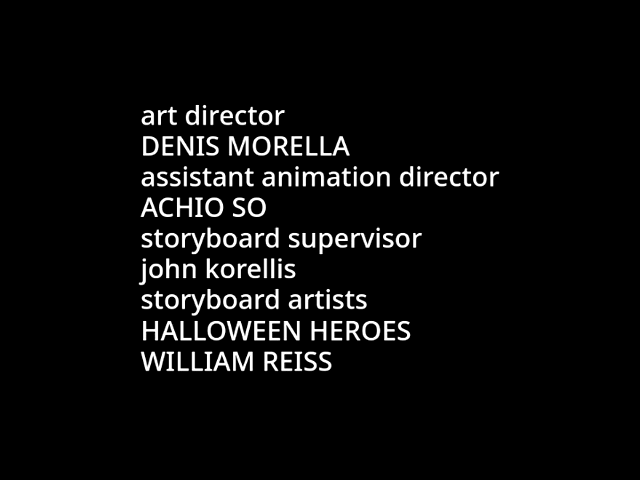 art director
DENIS MORELLA
assistant animation director
ACHIO SO
storyboard supervisor
john korellis
storyboard artists
HALLOWEEN HEROES
WILLIAM REISS